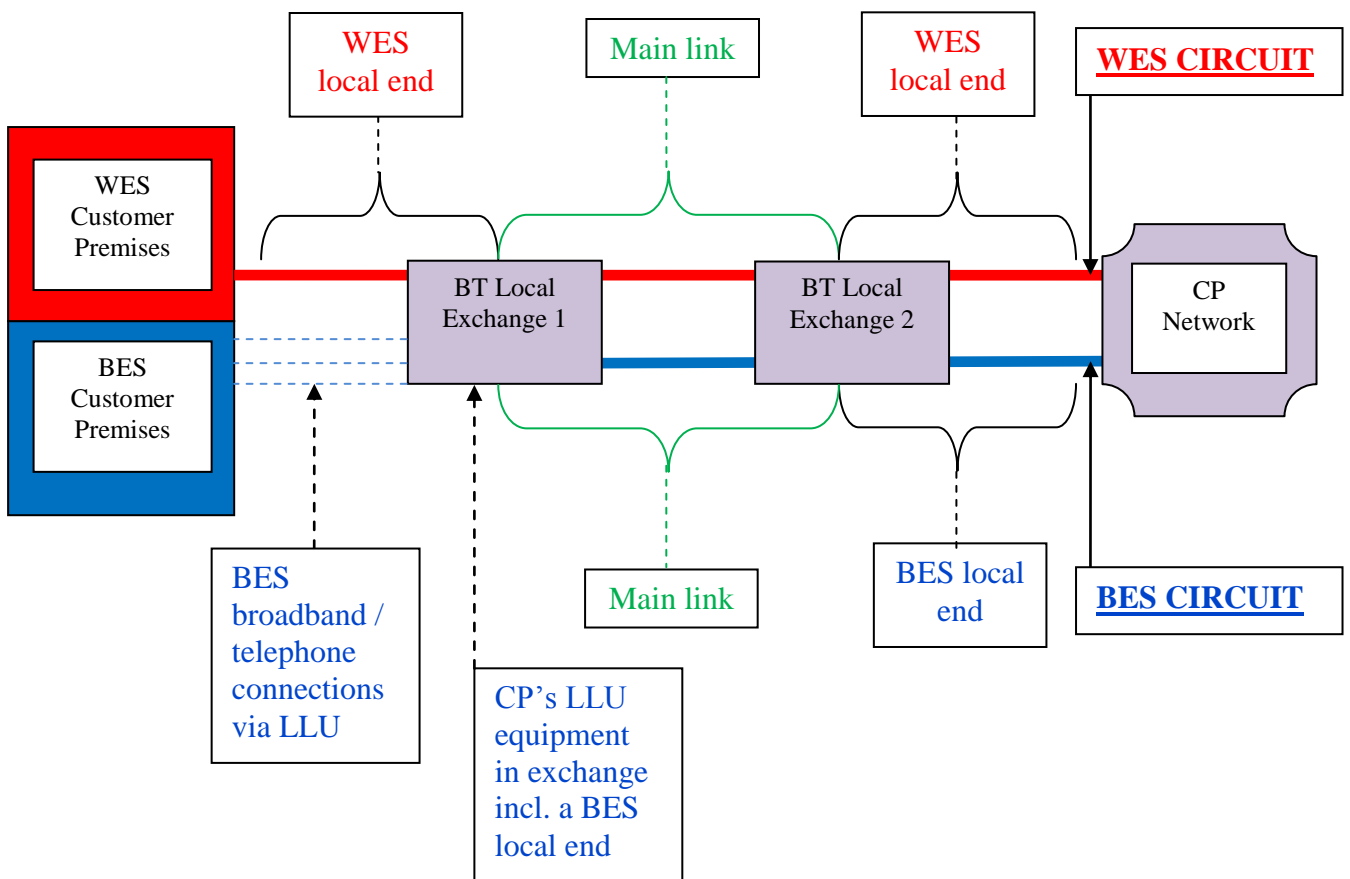 WES
local end
Main link
WES
local end
WES CIRCUIT
WES
Customer
Premises
BT Local
Exchange 1
BT Local
Exchange 2
CP
Network
BES
Customer
Premises
BES
broadband /
telephone
connections
via LLU
CP’s LLU
equipment
in exchange
incl. a BES
local end
Main link
BES local
end
BES CIRCUIT